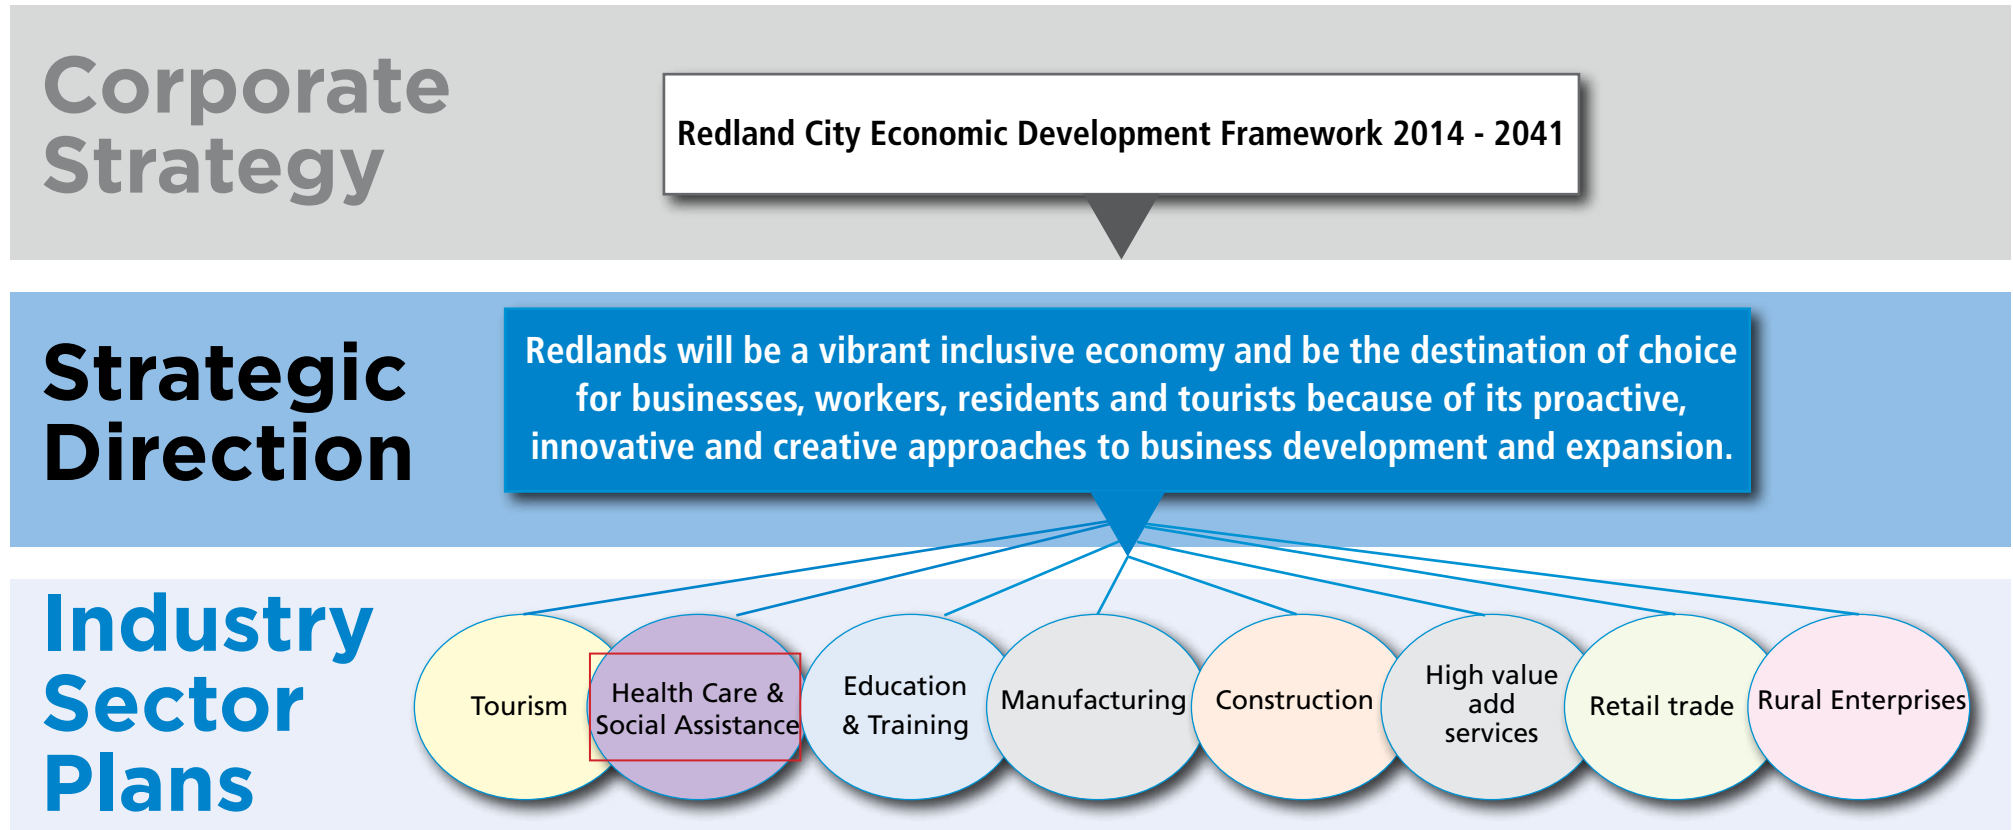 Corporate
Strategy
Redland City Economic Development Framework 2014 - 2041
Strategic
Direction
Redlands will be a vibrant inclusive economy and be the destination of choice
for businesses, workers, residents and tourists because of its proactive,
innovative and creative approaches to business development and expansion.
Industry
Sector
Plans
Tourism
Health Care &
Social Assistance
Education
& Training
Manufacturing
Construction
High value
add
services
Retail trade
Rural Enterprises